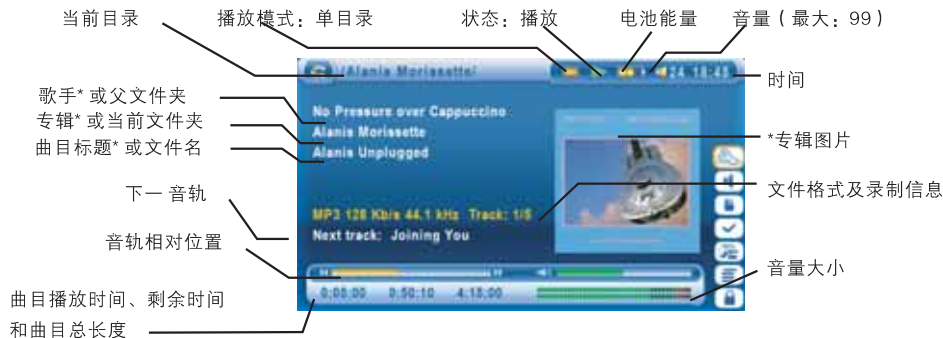 当前目录
播放模式：单目录
状态：播放
电池能量
音量（最大：99）
/Alanis Morissette/
24 18:48
时间
歌手*或父文件夹
专辑*或当前文件夹
曲目标题*或文件名
No Pressure over Cappuccino
Alanis Morissette
Alanis Unplugged
*专辑图片
下一 音轨
文件格式及录制信息
MP3 128 Kb/s 44.1 kHz Track: 1/5
Next track: Joining You
音轨相对位置
音量大小
曲目播放时间、剩余时间
和曲目总长度
0:50:10
4:15:00